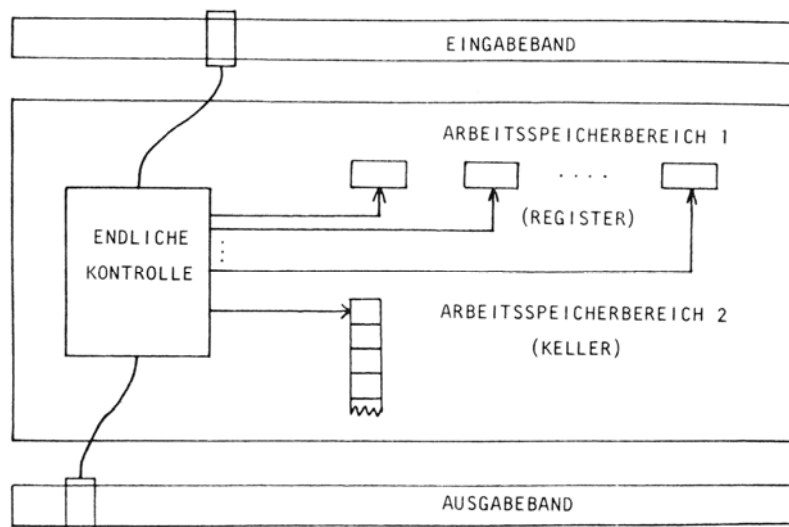 EINGABEBAND
ARBEITSSPEICHERBEREICH 1
. . . .
(REGISTER)
ENDLICHE
KONTROLLE
ARBEITSSPEICHERBEREICH 2
(KELLER)
AUSGABEBAND